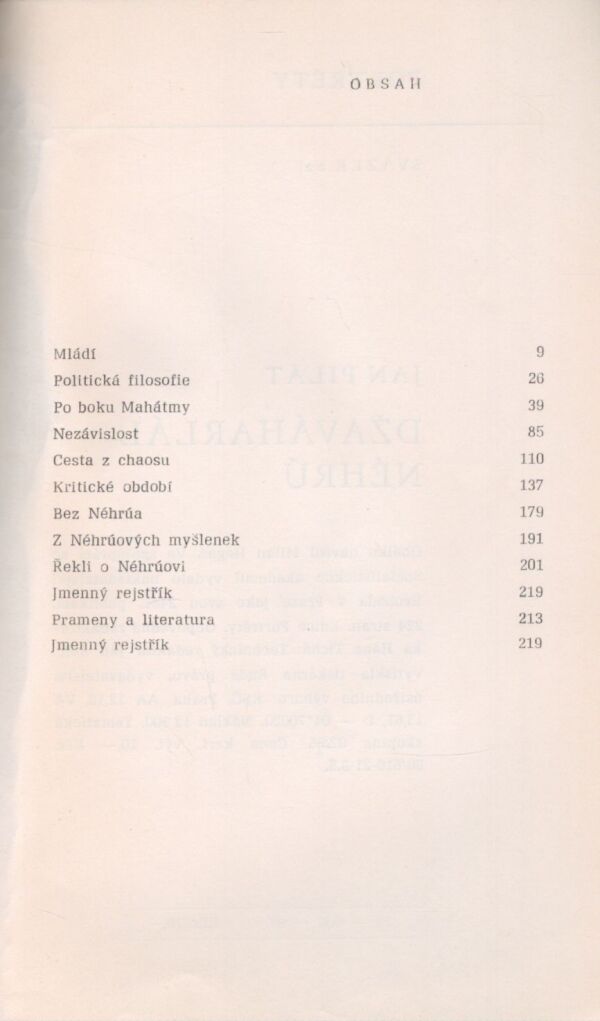 OBSAH
Mládí 9
Politická filosofie 26
Po boku Mahátmy 39
Nezávislost 85
Cesta z chaosu 110
Kritické období 137
Bez Néhrúa 179
Z Néhrúových myšlenek 191
Řekli o Néhrúovi 201
Jmenný rejstřík 219
Prameny a literatura 213
Jmenný rejstřík 219